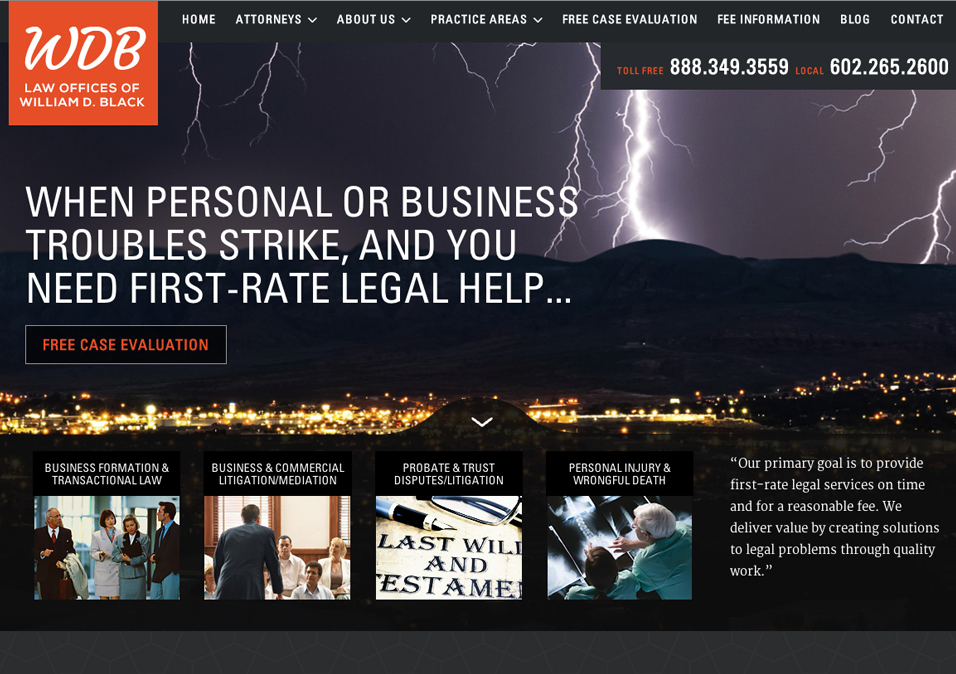 WDB
LAW OFFICES OF
WILLIAM D. BLACK
HOME ATTORNEYS ABOUT US PRACTICE AREAS FREE CASE EVALUATION FEE INFORMATION BLOG CONTACT
TOLL FREE 888.349.3559 LOCAL 602.265.2600
WHEN PERSONAL OR BUSINESS
TROUBLES STRIKE, AND YOU
NEED FIRST-RATE LEGAL HELP...
FREE CASE EVALUATION
BUSINESS FORMATION &
TRANSACTIONAL LAW
BUSINESS & COMMERCIAL
LITIGATION/MEDIATION
PROBATE & TRUST
DISPUTES/LITIGATION
PERSONAL INJURY &
WRONGFUL DEATH
LAST WILL
AND
ESTAMEN
“Our primary goal is to provide
first-rate legal services on time
and for a reasonable fee. We
deliver value by creating solutions
to legal problems through quality
work.”